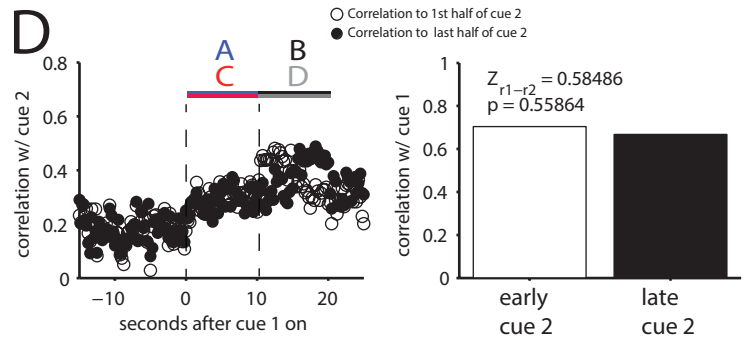 D
Correlation to 1st half of cue 2
Correlation to last half of cue 2
A B
C D
correlation w/ cue 2
0.8
0.6
0.4
0.2
0
−10 0 10 20
seconds after cue 1 on
correlation w/ cue 1
1
0.8
0.6
0.4
0.2
0
Zr1−r2 = 0.58486
p = 0.55864
early cue 2
late cue 2